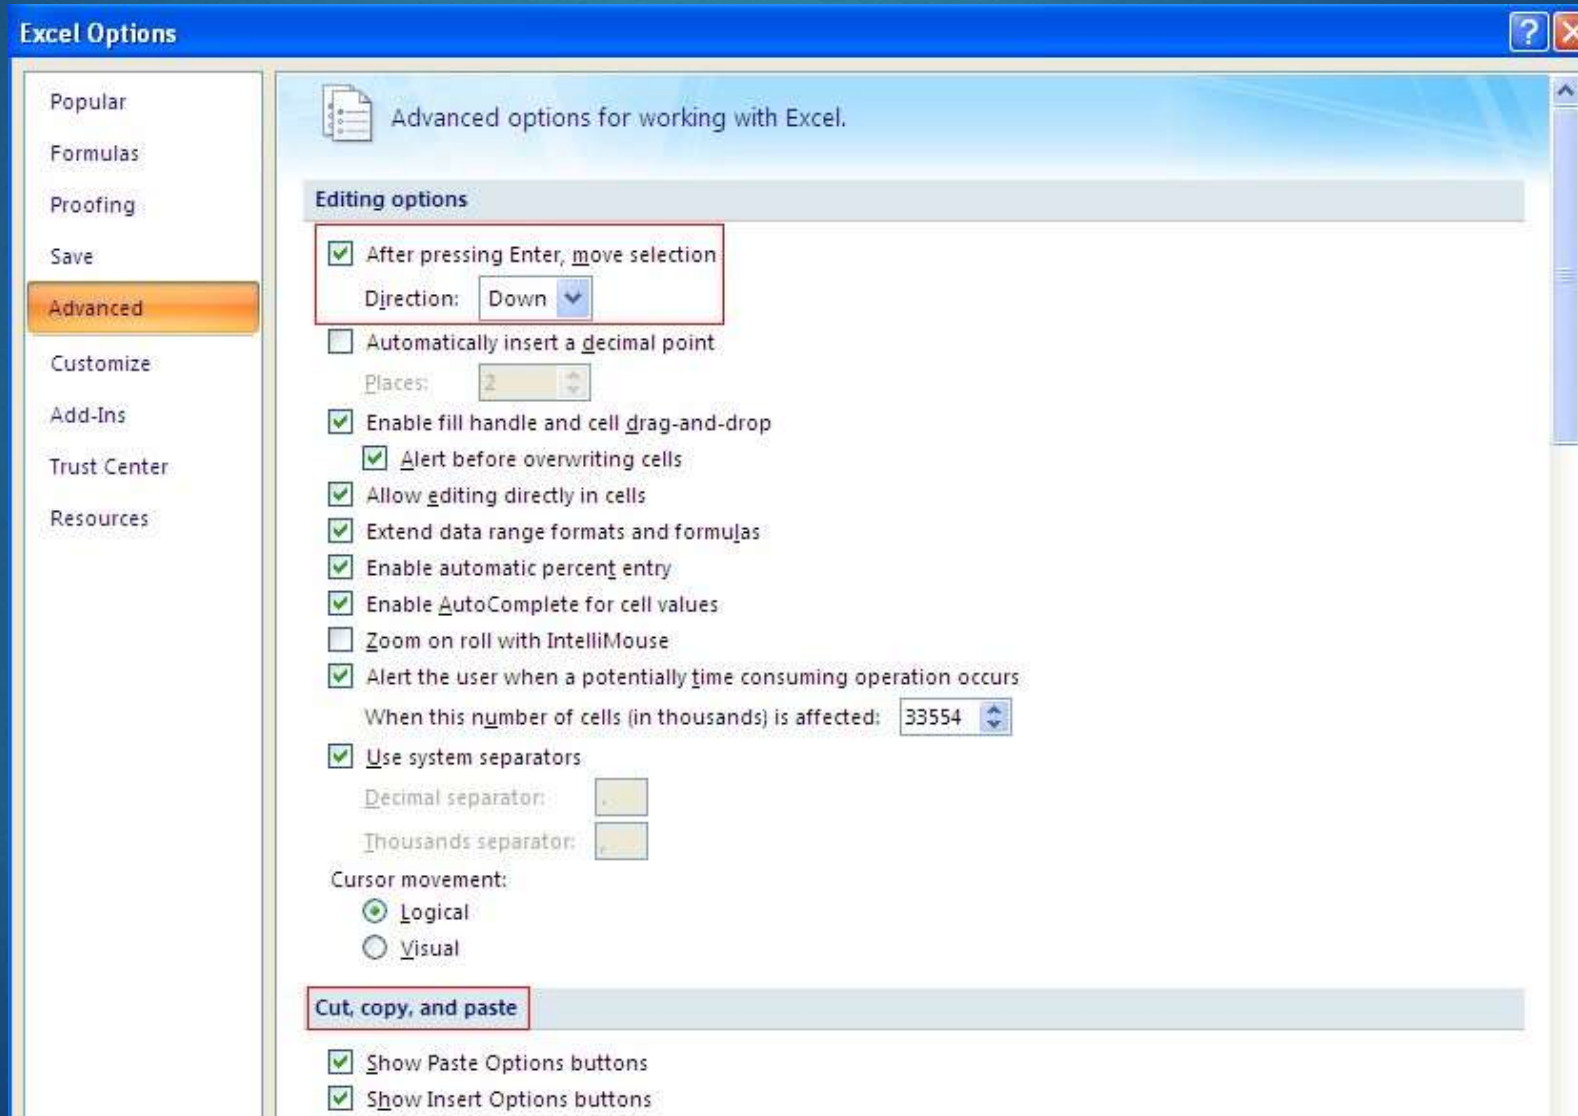 Excel Options
Popular
Formulas
Proofing
Save
Advanced
Customize
Add-Ins
Trust Center
Resources
Advanced options for working with Excel.
Editing options
After pressing Enter, move selection
Direction: Down
Automatically insert a decimal point
Places: 2
Enable fill handle and cell drag-and-drop
Alert before overwriting cells
Allow editing directly in cells
Extend data range formats and formulas
Enable automatic percent entry
Enable AutoComplete for cell values
Zoom on roll with IntelliMouse
Alert the user when a potentially time consuming operation occurs
When this number of cells (in thousands) is affected: 33554
Use system separators
Decimal separator: .
Thousands separator: ,
Cursor movement:
Logical
Visual
Cut, copy, and paste
Show Paste Options buttons
Show Insert Options buttons